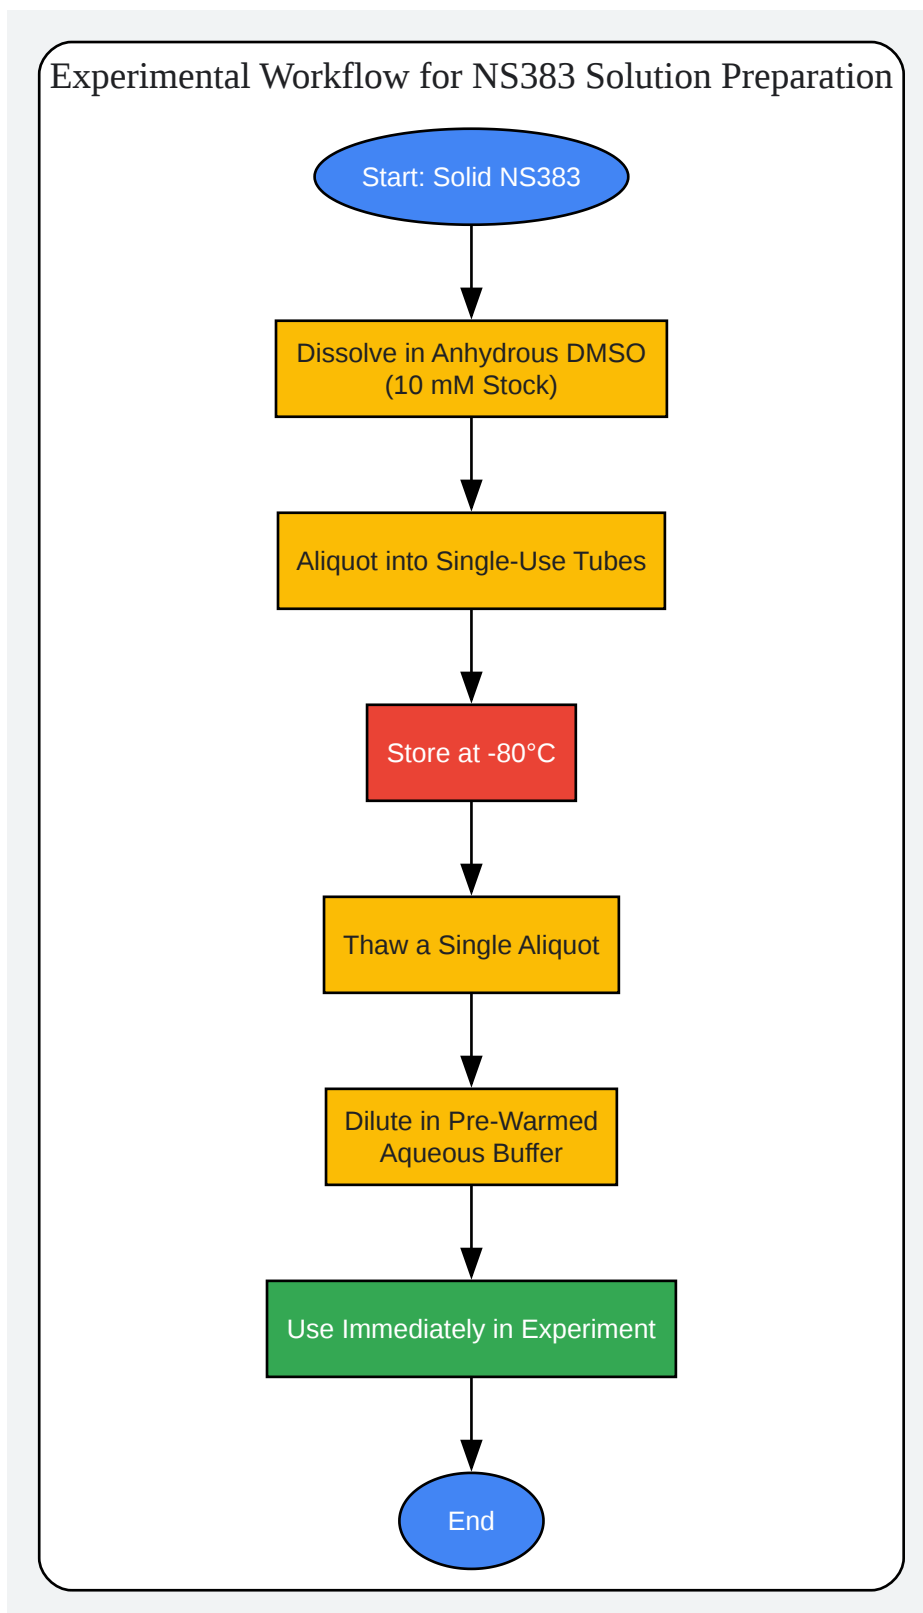 Experimental Workflow for NS383 Solution Preparation
Start: Solid NS383
Dissolve in Anhydrous DMSO
(10 mM Stock)
Aliquot into Single-Use Tubes
Store at -80°C
Thaw a Single Aliquot
Dilute in Pre-Warmed
Aqueous Buffer
Use Immediately in Experiment
End